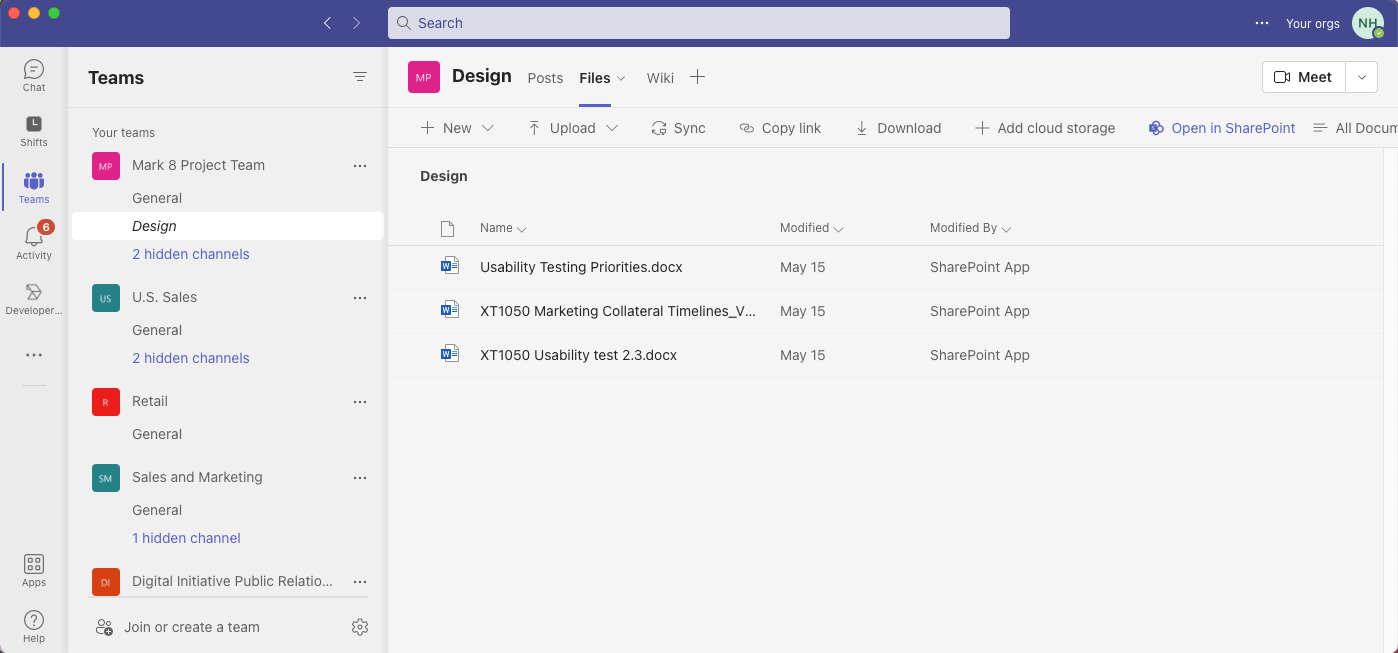 Search
Your orgs
NH
Chat
Shifts
Teams
6
Activity
Developer...
Apps
Help
Teams
Your teams
MP
Mark 8 Project Team
General
Design
2 hidden channels
US
U.S. Sales
General
2 hidden channels
R
Retail
General
SM
Sales and Marketing
General
1 hidden channel
DI
Digital Initiative Public Relatio...
Join or create a team
MP Design Posts Files Wiki
Meet
New Upload Sync Copy link Download Add cloud storage Open in SharePoint All Docum
Design
Name Modified Modified By
Usability Testing Priorities.docx May 15 SharePoint App
XT1050 Marketing Collateral Timelines_V... May 15 SharePoint App
XT1050 Usability test 2.3.docx May 15 SharePoint App